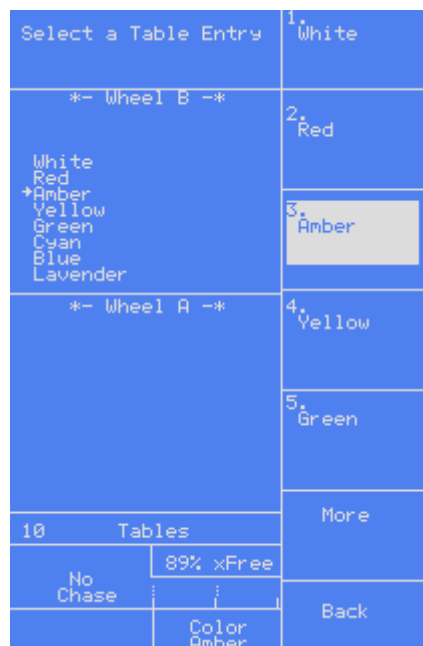 Select a Table Entry
*- Wheel B -*
White
Red
→Amber
Yellow
Green
Cyan
Blue
Lavender
*- Wheel A -*
10 Tables
89% xFree
No
Chase
Color
Amber
1.
White
2.
Red
3.
Amber
4.
Yellow
5.
Green
More
Back